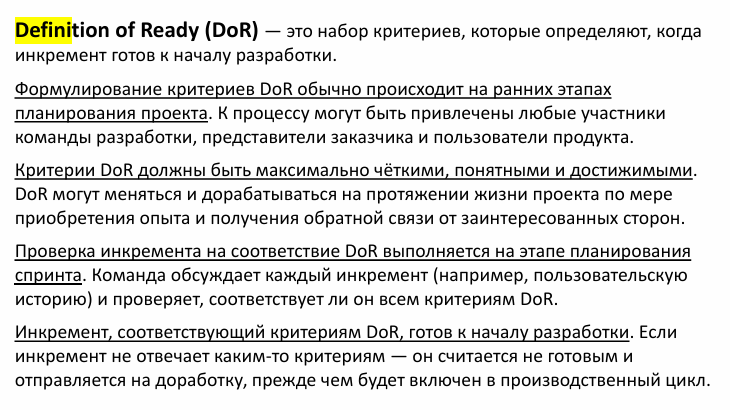 Definition of Ready (DoR) — это набор критериев, которые определяют, когда
инкремент готов к началу разработки.
Формулирование критериев DoR обычно происходит на ранних этапах
планирования проекта. К процессу могут быть привлечены любые участники
команды разработки, представители заказчика и пользователи продукта.
Критерии DoR должны быть максимально чёткими, понятными и достижимыми.
DoR могут меняться и дорабатываться на протяжении жизни проекта по мере
приобретения опыта и получения обратной связи от заинтересованных сторон.
Проверка инкремента на соответствие DoR выполняется на этапе планирования
спринта. Команда обсуждает каждый инкремент (например, пользовательскую
историю) и проверяет, соответствует ли он всем критериям DoR.
Инкремент, соответствующий критериям DoR, готов к началу разработки. Если
инкремент не отвечает каким-то критериям — он считается не готовым и
отправляется на доработку, прежде чем будет включен в производственный цикл.